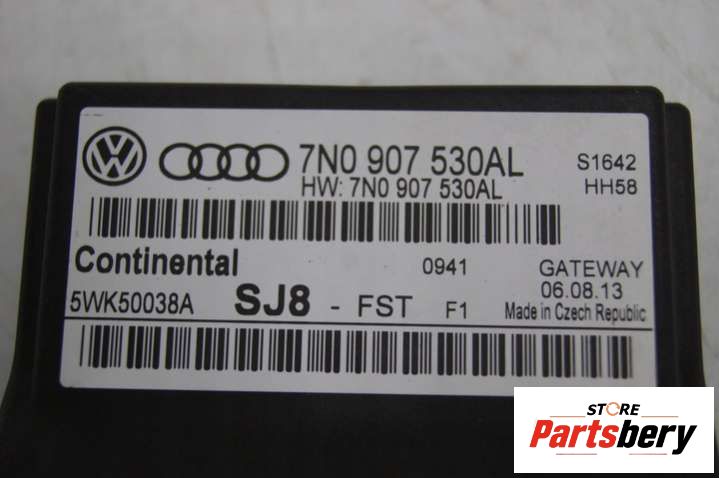 7N0 907 530AL
HW: 7N0 907 530AL
S1642
HH58
Continental
0941
GATEWAY
5WK50038A
SJ8 - FST F1
06.08.13
Made in Czech Republic
STORE
Partsbery